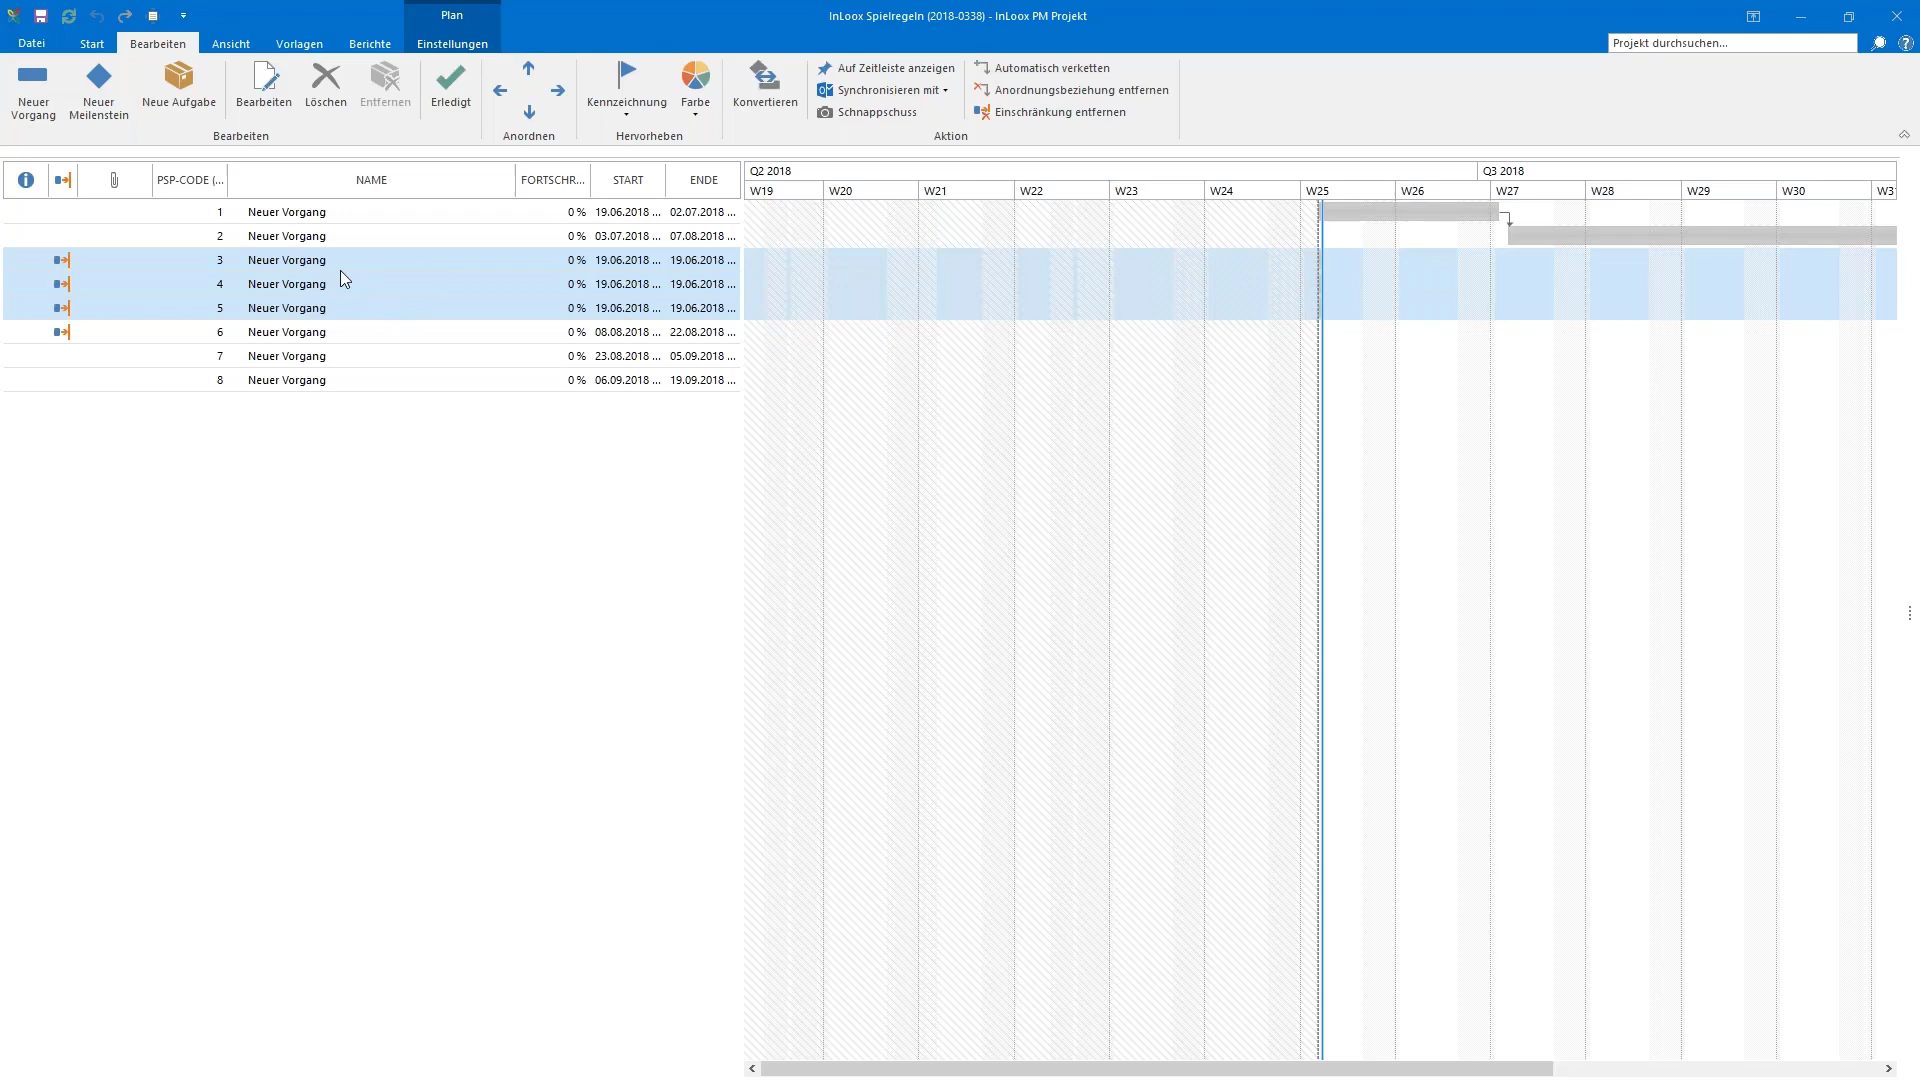 Plan
InLoox Spielregeln (2018-0338) - InLoox PM Projekt
Datei Start Bearbeiten Ansicht Vorlagen Berichte Einstellungen
Projekt durchsuchen...
Neuer Vorgang
Neuer Meilenstein
Neue Aufgabe
Bearbeiten
Löschen
Entfernen
Erledigt
Kennzeichnung
Farbe
Konvertieren
Auf Zeitleiste anzeigen
Synchronisieren mit
Schnappschuss
Automatisch verketten
Anordnungsbeziehung entfernen
Einschränkung entfernen
Bearbeiten Anordnen Hervorheben Aktion
PSP-CODE (... NAME FORTSCHR... START ENDE
Q2 2018 Q3 2018
W19 W20 W21 W22 W23 W24 W25 W26 W27 W28 W29 W30 W31
1 Neuer Vorgang 0 % 19.06.2018 ... 02.07.2018 ...
2 Neuer Vorgang 0 % 03.07.2018 ... 07.08.2018 ...
3 Neuer Vorgang 0 % 19.06.2018 ... 19.06.2018 ...
4 Neuer Vorgang 0 % 19.06.2018 ... 19.06.2018 ...
5 Neuer Vorgang 0 % 19.06.2018 ... 19.06.2018 ...
6 Neuer Vorgang 0 % 08.08.2018 ... 22.08.2018 ...
7 Neuer Vorgang 0 % 23.08.2018 ... 05.09.2018 ...
8 Neuer Vorgang 0 % 06.09.2018 ... 19.09.2018 ...